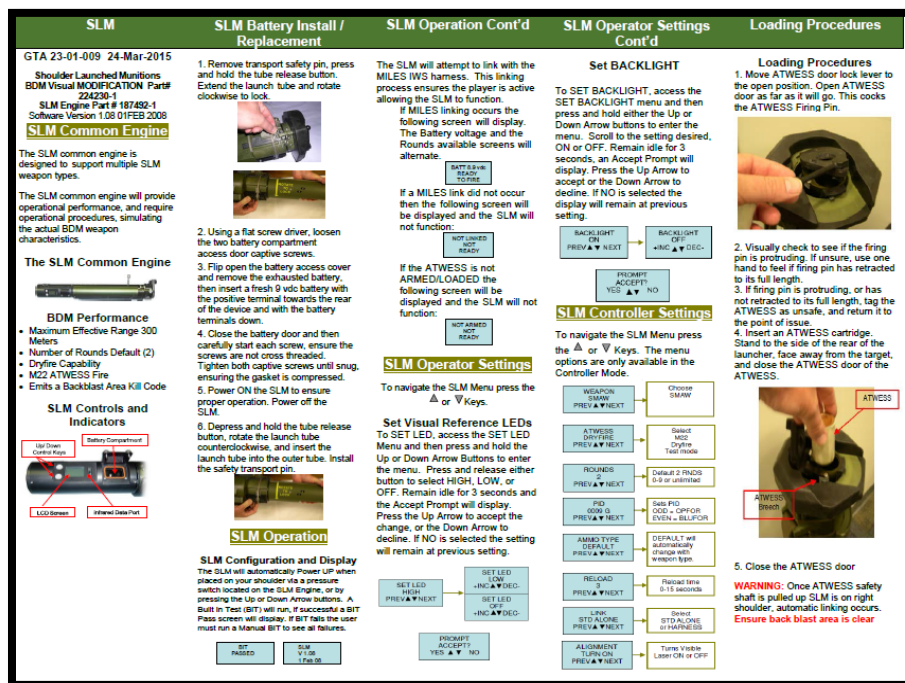 SLM
GTA 23-01-009 24-Mar-2015
Shoulder Launched Munitions
BDM Visual MODIFICATION Part#
224230-1
SLM Engine Part # 187492-1
Software Version 1.08 01FEB 2008
SLM Common Engine
The SLM common engine is
designed to support multiple SLM
weapon types.
The SLM common engine will provide
operational performance, and require
operational procedures, simulating
the actual BDM weapon
characteristics.
The SLM Common Engine
BDM Performance
• Maximum Effective Range 300
Meters
• Number of Rounds Default (2)
• Dryfire Capability
• M22 ATWESS Fire
• Emits a Backblast Area Kill Code
SLM Controls and
Indicators
Up/ Down
Control Keys
Battery Compartment
LCD Screen
Infrared Data Port
SLM Battery Install /
Replacement
1. Remove transport safety pin, press
and hold the tube release button.
Extend the launch tube and rotate
clockwise to lock.
2. Using a flat screw driver, loosen
the two battery compartment
access door captive screws.
3. Flip open the battery access cover
and remove the exhausted battery,
then insert a fresh 9 vdc battery with
the positive terminal towards the rear
of the device and with the battery
terminals down.
4. Close the battery door and then
carefully start each screw, ensure the
screws are not cross threaded.
Tighten both captive screws until snug,
ensuring the gasket is compressed.
5. Power ON the SLM to ensure
proper operation. Power off the
SLM.
6. Depress and hold the tube release
button, rotate the launch tube
counterclockwise, and insert the
launch tube into the outer tube. Install
the safety transport pin.
SLM Operation
SLM Configuration and Display
The SLM will automatically Power UP when
placed on your shoulder via a pressure
switch located on the SLM Engine, or by
pressing the Up or Down Arrow buttons. A
Built in Test (BIT) will run, if successful a BIT
Pass screen will display. If BIT fails the user
must run a Manual BIT to see all failures.
BIT
PASSED
SLM
V 1.08
1 Feb 08
SLM Operation Cont'd
The SLM will attempt to link with the
MILES IWS harness. This linking
process ensures the player is active
allowing the SLM to function.
If MILES linking occurs the
following screen will display.
The Battery voltage and the
Rounds available screens will
alternate.
BATT 0.9 vdc
READY
TO FIRE
If a MILES link did not occur
then the following screen will
be displayed and the SLM will
not function:
NOT LINKED
NOT
READY
If the ATWESS is not
ARMED/LOADED the
following screen will be
displayed and the SLM will not
function:
NOT ARMED
NOT
READY
SLM Operator Settings
To navigate the SLM Menu press the
△ or ▽ Keys.
Set Visual Reference LEDs
To SET LED, access the SET LED
Menu and then press and hold the
Up or Down Arrow Buttons to enter
the menu. Press and release either
button to select HIGH, LOW, or
OFF. Remain idle for 3 seconds and
the Accept Prompt will display.
Press the Up Arrow to accept the
change, or the Down Arrow to
decline. If NO is selected the setting
will remain at previous setting.
SET LED
HIGH
PREV▲▼NEXT
SET LED
LOW
+INC▲▼DEC-
SET LED
OFF
+INC▲▼DEC-
PROMPT
ACCEPT?
YES ▲▼ NO
SLM Operator Settings
Cont'd
Set BACKLIGHT
To SET BACKLIGHT, access the
SET BACKLIGHT menu and then
press and hold either the Up or
Down Arrow buttons to enter the
menu. Scroll to the setting desired,
ON or OFF. Remain idle for 3
seconds, an Accept Prompt will
display. Press the Up Arrow to
accept or the Down Arrow to
decline. If NO is selected the
display will remain at previous
setting.
BACKLIGHT
ON
PREV▲▼ NEXT
BACKLIGHT
OFF
+INC ▲▼ DEC-
PROMPT
ACCEPT?
YES ▲▼ NO
SLM Controller Settings
To navigate the SLM Menu press
the △ or ▽ Keys. The menu
options are only available in the
Controller Mode.
WEAPON
SMAW
PREV▲▼NEXT
Choose
SMAW
ATWESS
DRYFIRE
PREV▲▼NEXT
Select
M22
Dryfire
Test mode
ROUNDS
2
PREV▲▼NEXT
Default 2 RNDS
0-9 or unlimited
PID
0009 G
PREV▲▼NEXT
Sets PID
ODD = OPFOR
EVEN = BLUFOR
AMMO TYPE
DEFAULT
PREV▲▼NEXT
DEFAULT will
automatically
change with
weapon type.
RELOAD
3
PREV▲▼NEXT
Reload time
0-15 seconds
LINK
STD ALONE
PREV▲▼NEXT
Select
STD ALONE
or HARNESS
ALIGNMENT
TURN ON
PREV▲▼NEXT
Turns Visible
Laser ON or OFF
Loading Procedures
Loading Procedures
1. Move ATWESS door lock lever to
the open position. Open ATWESS
door as far as it will go. This cocks
the ATWESS Firing Pin.
2. Visually check to see if the firing
pin is protruding. If unsure, use one
hand to feel if firing pin has retracted
to its full length.
3. If firing pin is protruding, or has
not retracted to its full length, tag the
ATWESS as unsafe, and return it to
the point of issue.
4. Insert an ATWESS cartridge.
Stand to the side of the rear of the
launcher, face away from the target,
and close the ATWESS door of the
ATWESS.
ATWESS
ATWESS
Breech
5. Close the ATWESS door
WARNING: Once ATWESS safety
shaft is pulled up SLM is on right
shoulder, automatic linking occurs.
Ensure back blast area is clear